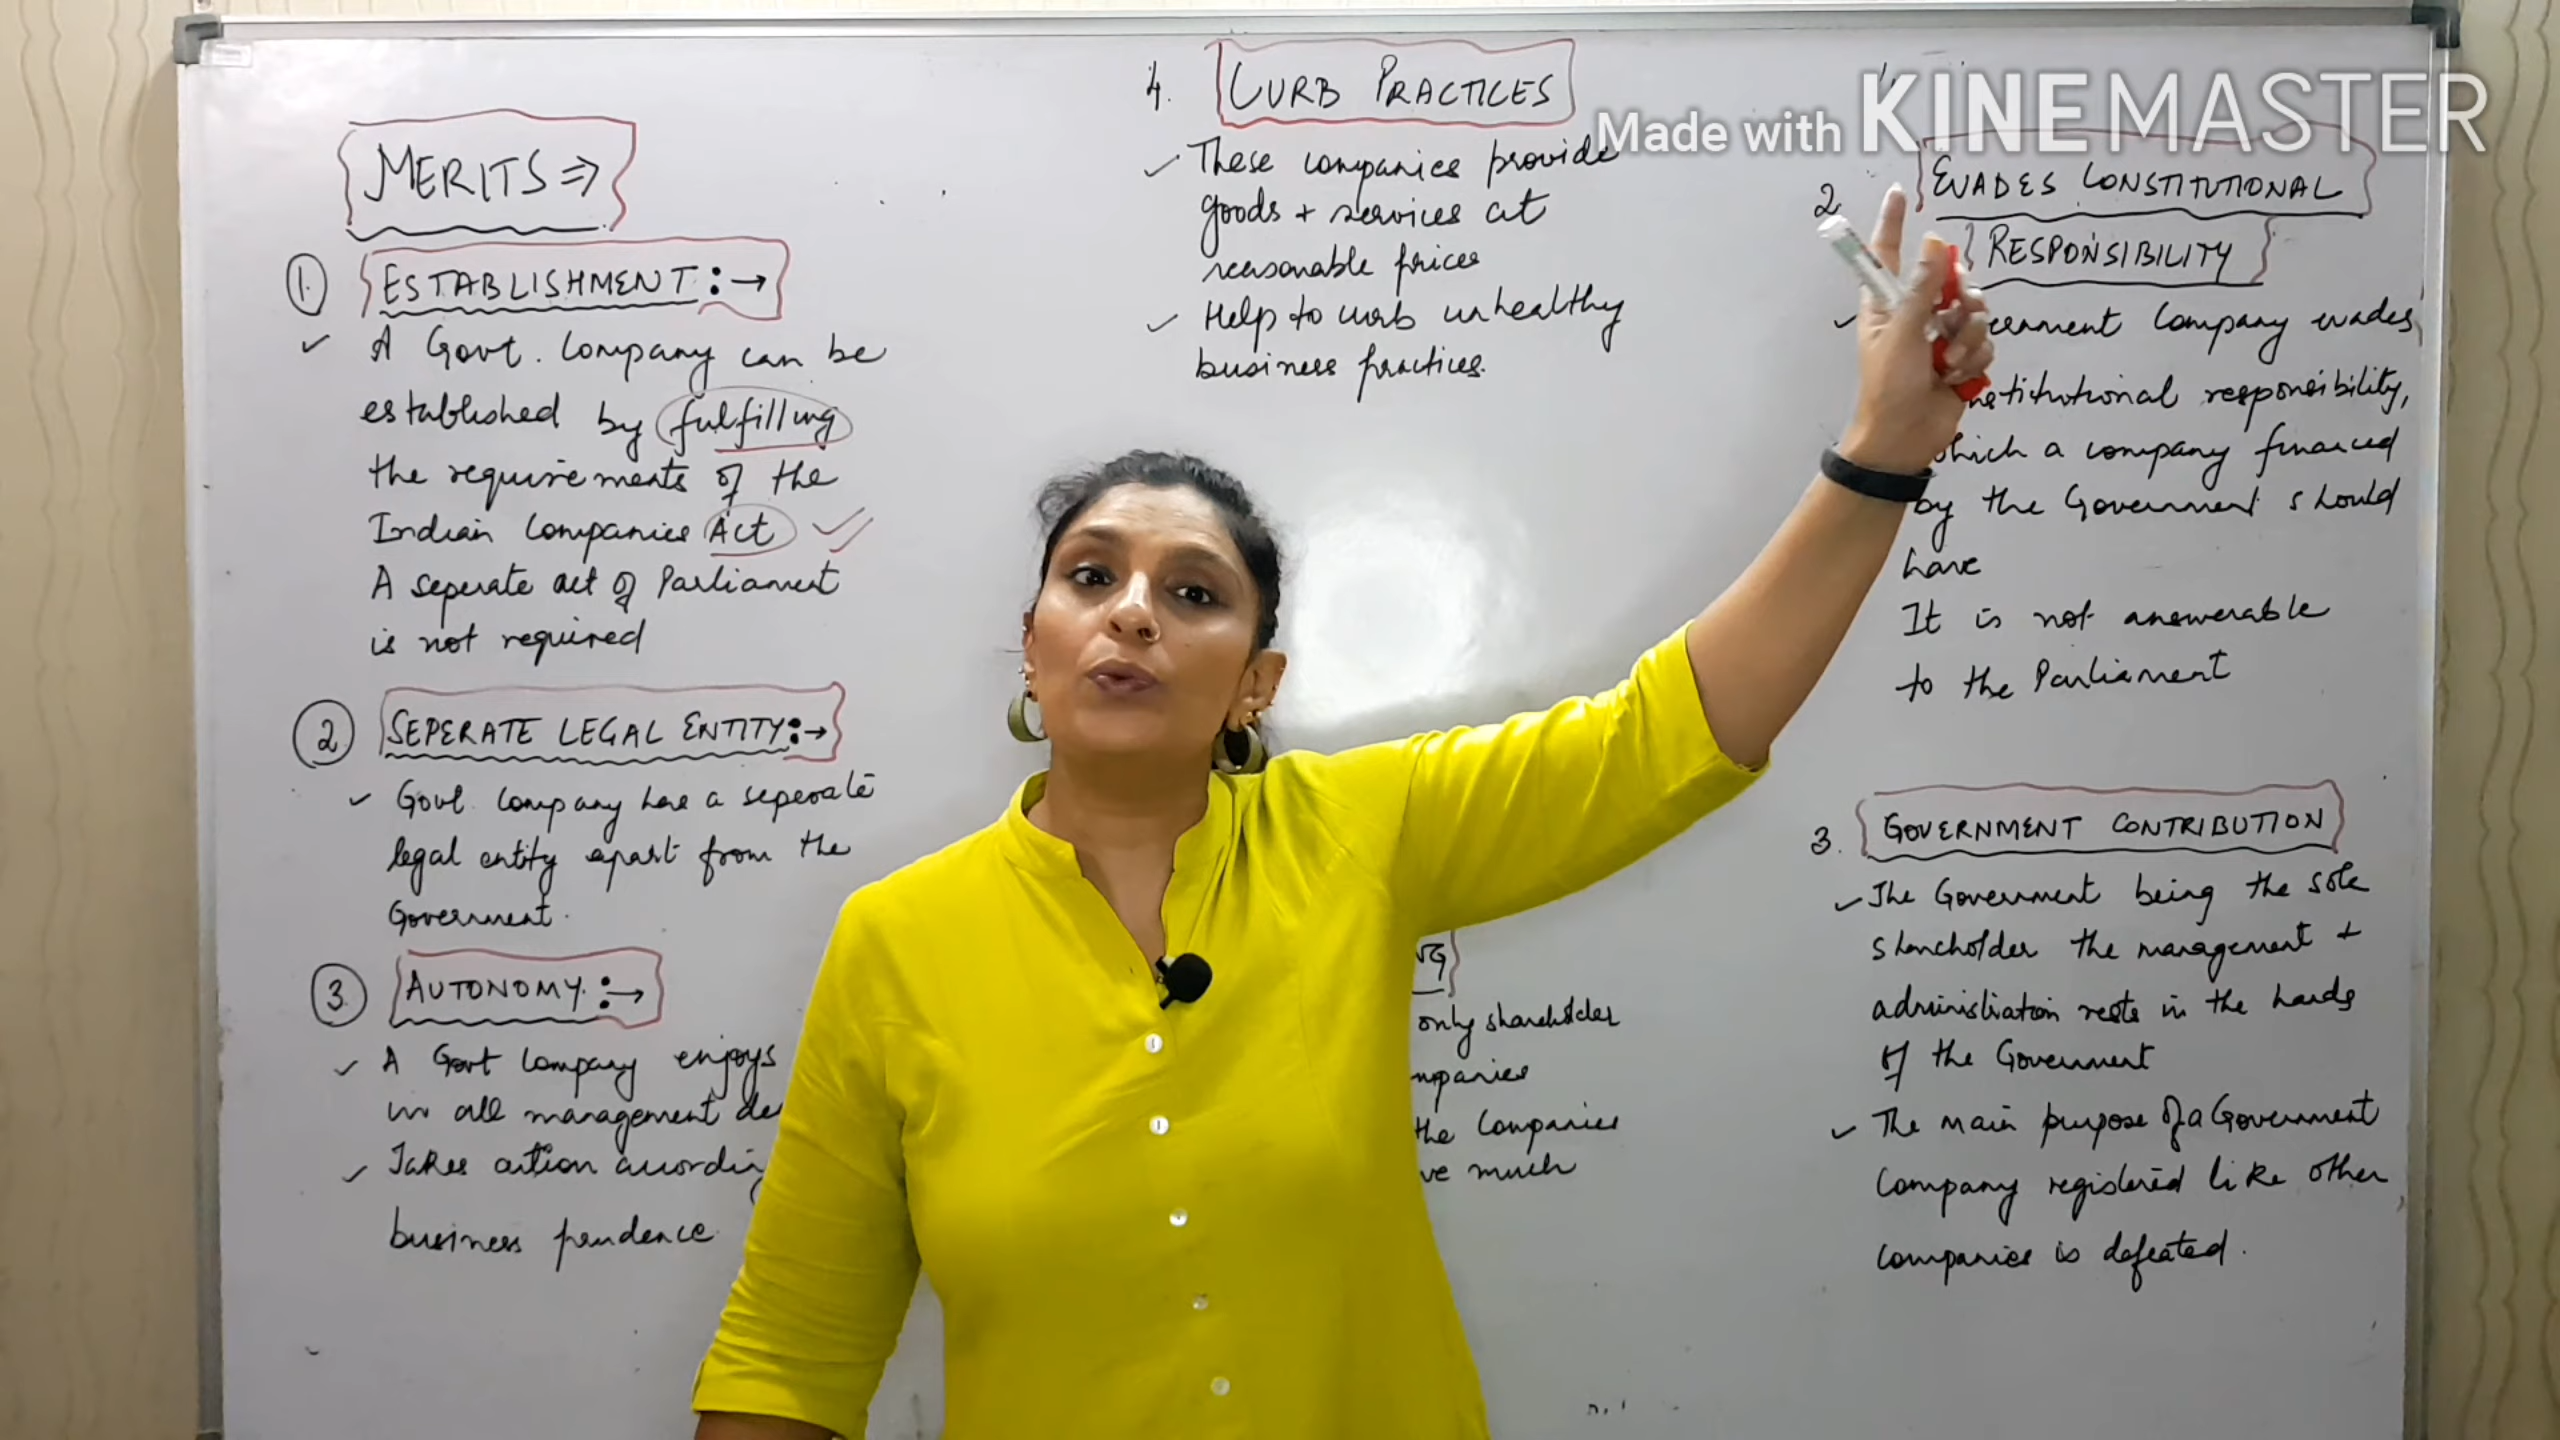 MERITS ⇒
1. ESTABLISHMENT :→
✓ A Govt. Company can be
established by fulfilling
the requirements of the
Indian Companies Act ✓✓
A seperate act of Parliament
is not required
2. SEPERATE LEGAL ENTITY :→
✓ Govt. Company have a seperate
legal entity apart from the
Government.
3. AUTONOMY :→
✓ A Govt Company enjoys
in all management
✓ Takes action
business prudence
4. CURB PRACTICES
✓ These companies provide
goods + services at
reasonable prices
✓ Help to curb unhealthy
business practices.
only shareholder
the Companies
much
Made with KINEMASTER
2 EVADES CONSTITUTIONAL
RESPONSIBILITY
✓ Company evades
responsibility,
which a company financed
by the Government should
have
It is not answerable
to the Parliament
3. GOVERNMENT CONTRIBUTION
✓ The Government being the sole
shareholder the management +
administration rests in the hands
of the Government
✓ The main purpose of a Government
Company registered like other
companies is defeated.